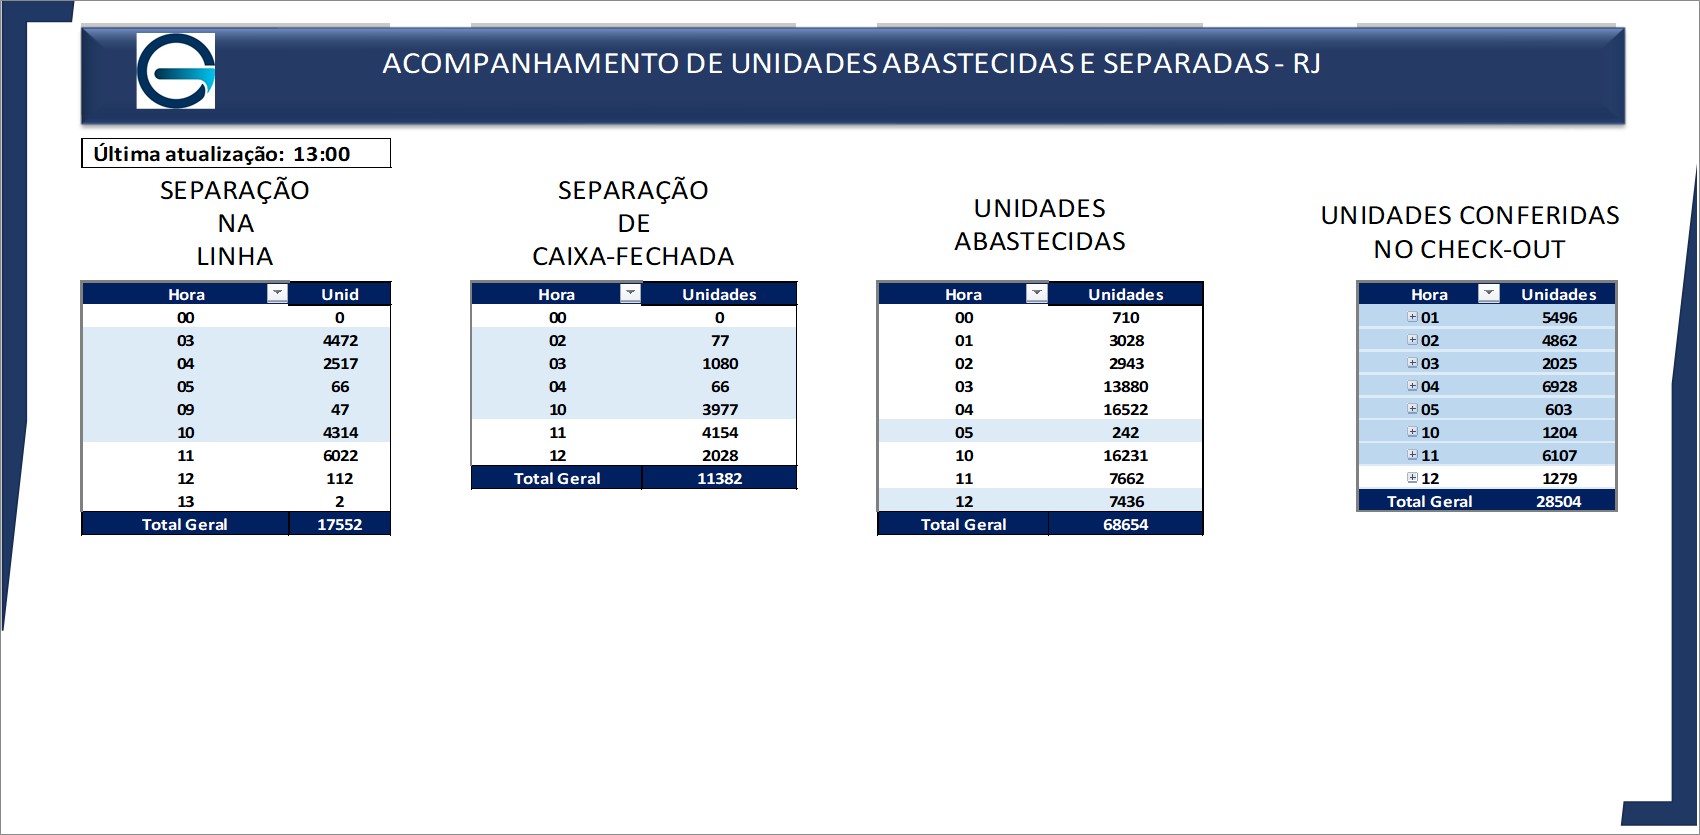 ACOMPANHAMENTO DE UNIDADES ABASTECIDAS E SEPARADAS - RJ
Última atualização: 13:00
SEPARAÇÃO
NA
LINHA
Hora Unid
00 0
03 4472
04 2517
05 66
09 47
10 4314
11 6022
12 112
13 2
Total Geral 17552
SEPARAÇÃO
DE
CAIXA-FECHADA
Hora Unidades
00 0
02 77
03 1080
04 66
10 3977
11 4154
12 2028
Total Geral 11382
UNIDADES
ABASTECIDAS
Hora Unidades
00 710
01 3028
02 2943
03 13880
04 16522
05 242
10 16231
11 7662
12 7436
Total Geral 68654
UNIDADES CONFERIDAS
NO CHECK-OUT
Hora Unidades
01 5496
02 4862
03 2025
04 6928
05 603
10 1204
11 6107
12 1279
Total Geral 28504